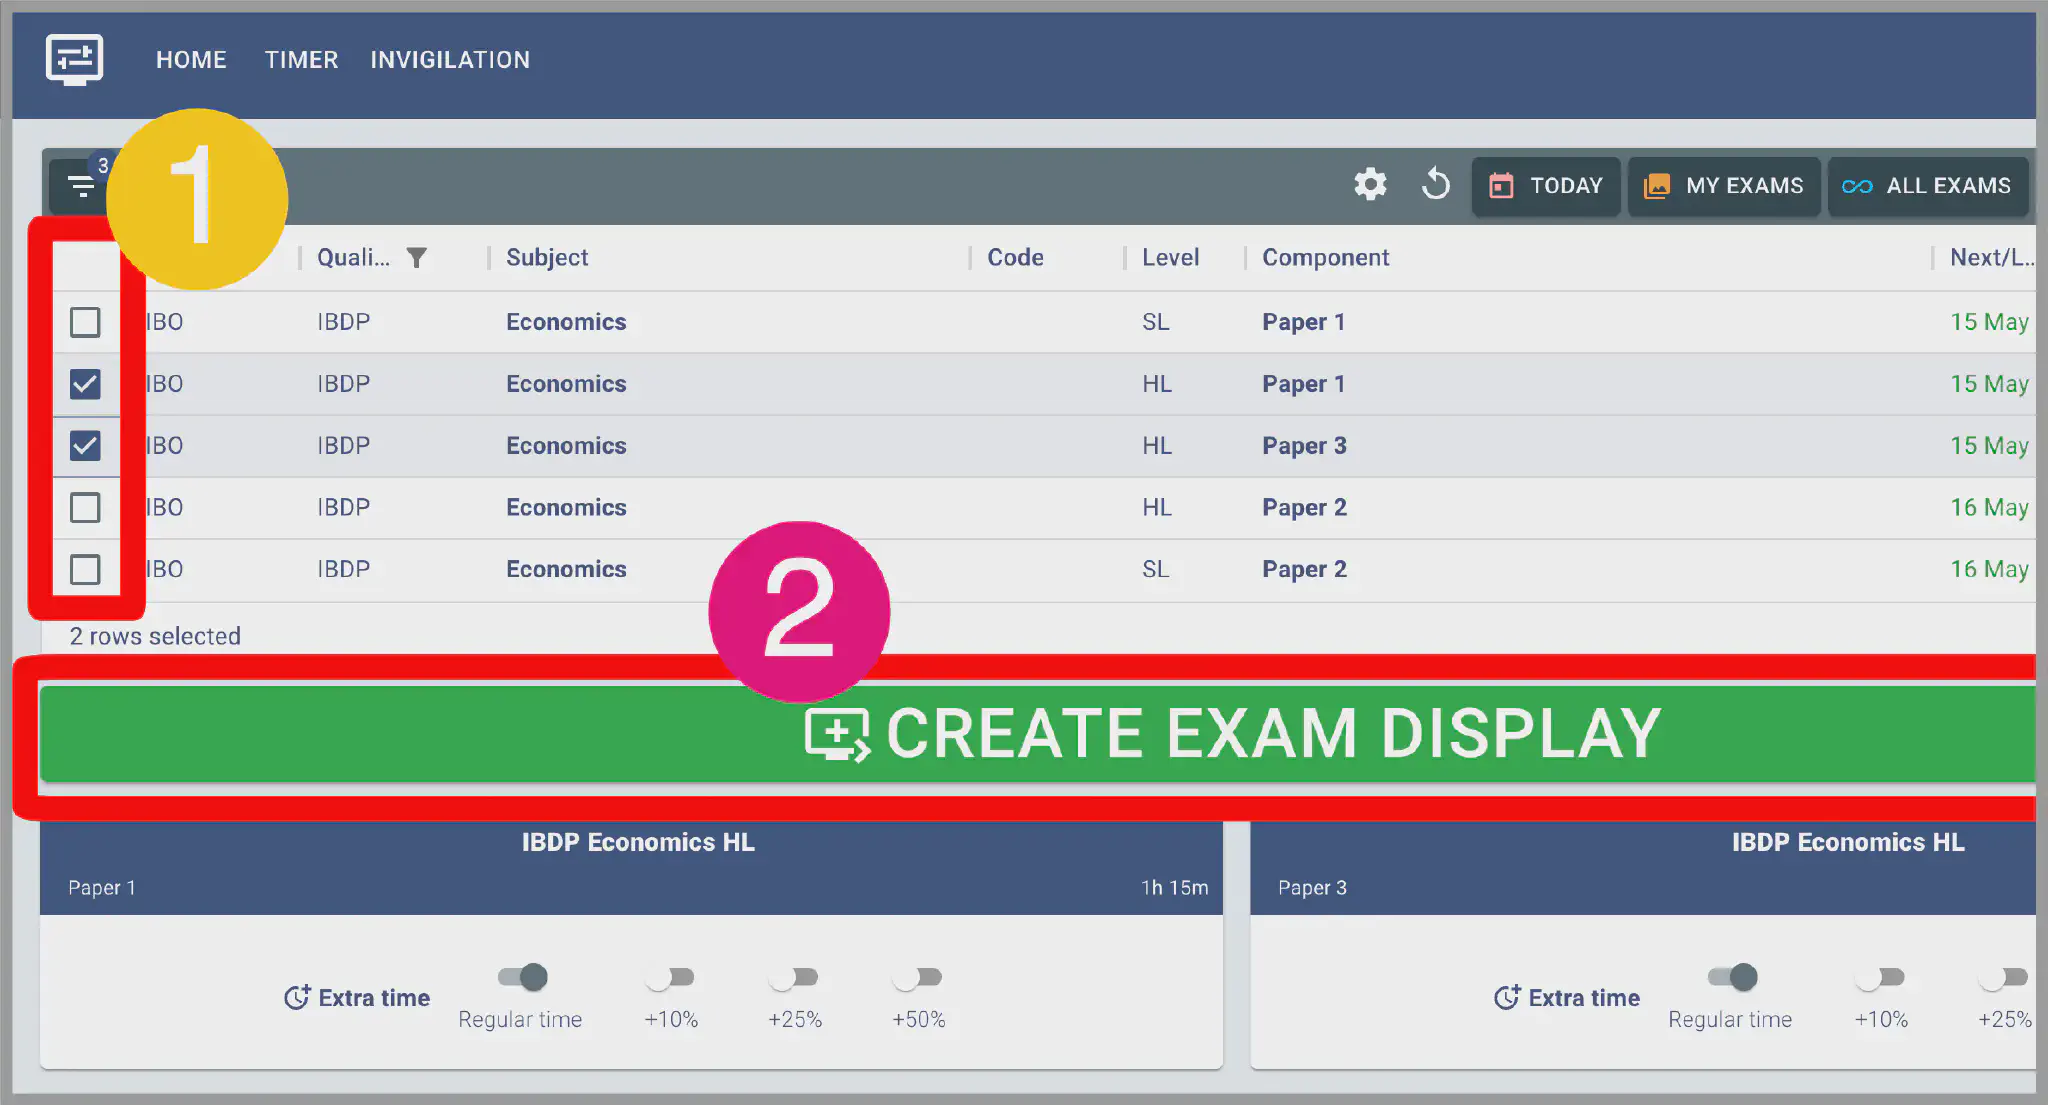 HOME TIMER INVIGILATION
3
1
TODAY MY EXAMS ALL EXAMS
Quali... Subject Code Level Component Next/L..
IBO IBDP Economics SL Paper 1 15 May
IBO IBDP Economics HL Paper 1 15 May
IBO IBDP Economics HL Paper 3 15 May
IBO IBDP Economics HL Paper 2 16 May
IBO IBDP Economics SL Paper 2 16 May
2
2 rows selected
CREATE EXAM DISPLAY
IBDP Economics HL
Paper 1 1h 15m
Extra time
Regular time +10% +25% +50%
IBDP Economics HL
Paper 3
Extra time
Regular time +10% +25%